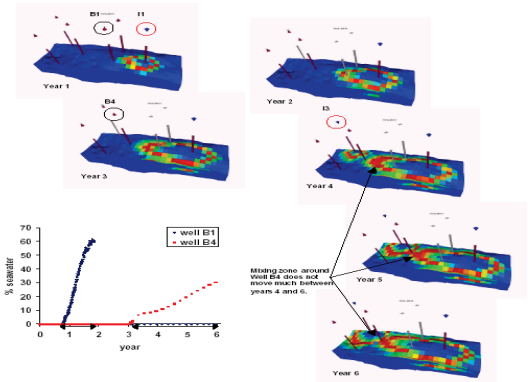 B1
I1
Year 1
Year 2
B4
Year 3
I3
Year 4
70
60
50
40
30
20
10
0
% seawater
well B1
well B4
0
1
2
3
4
5
6
year
Mixing zone around
Well B4 does not
move much between
years 4 and 6.
Year 5
Year 6